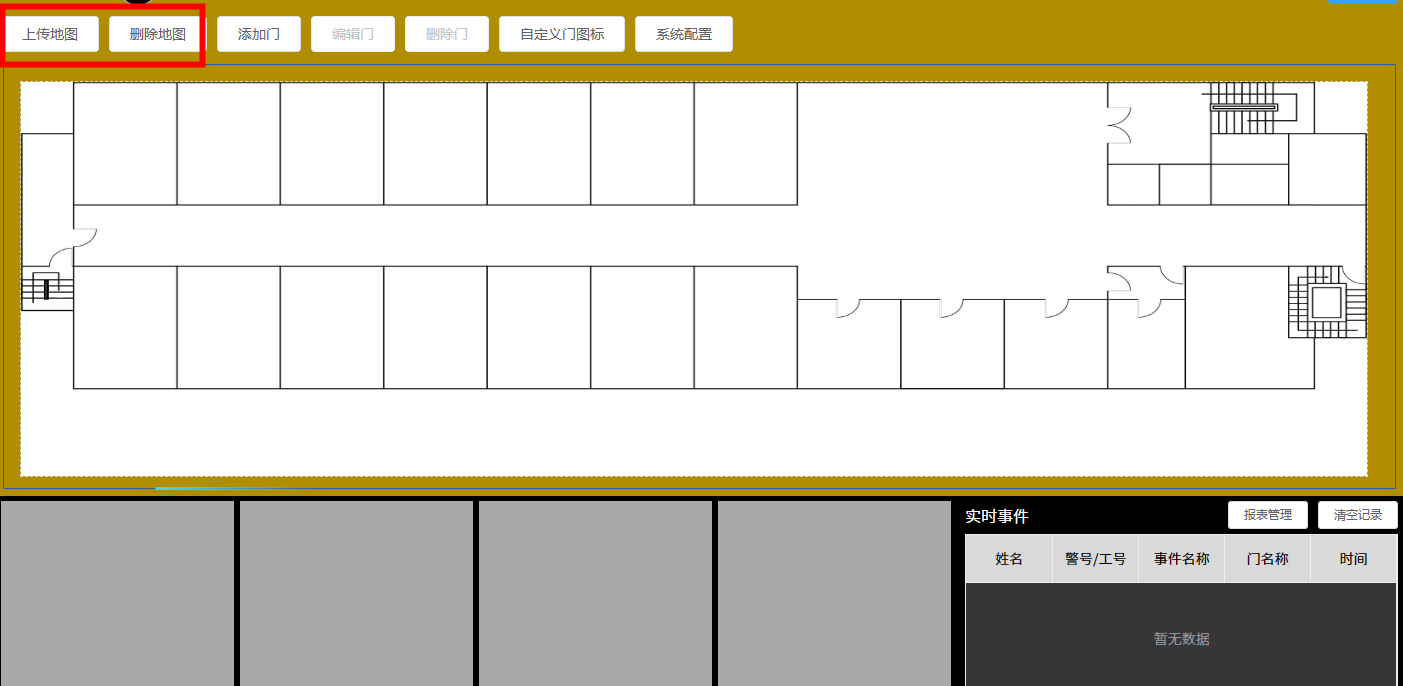 上传地图 删除地图 添加门 编辑门 删除门 自定义门图标 系统配置
实时事件 报表管理 清空记录
姓名 警号/工号 事件名称 门名称 时间
暂无数据